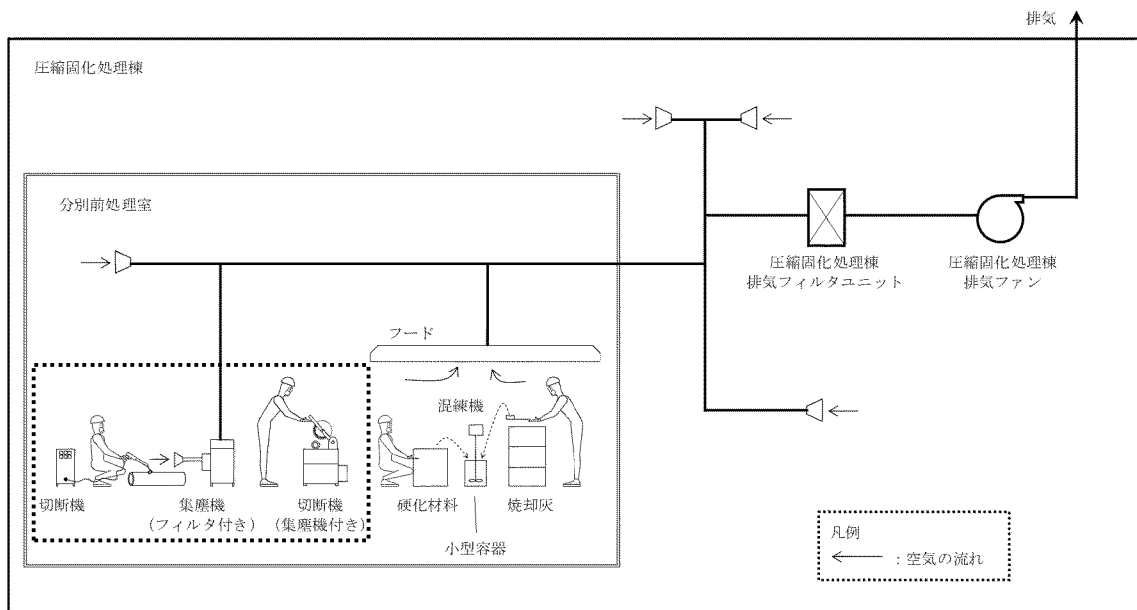 排気
圧縮固化処理棟
分別前処理室
圧縮固化処理棟
排気フィルタユニット
圧縮固化処理棟
排気ファン
フード
混練機
切断機
集塵機
(フィルタ付き)
切断機
(集塵機付き)
硬化材料
焼却灰
小型容器
凡例
：空気の流れ